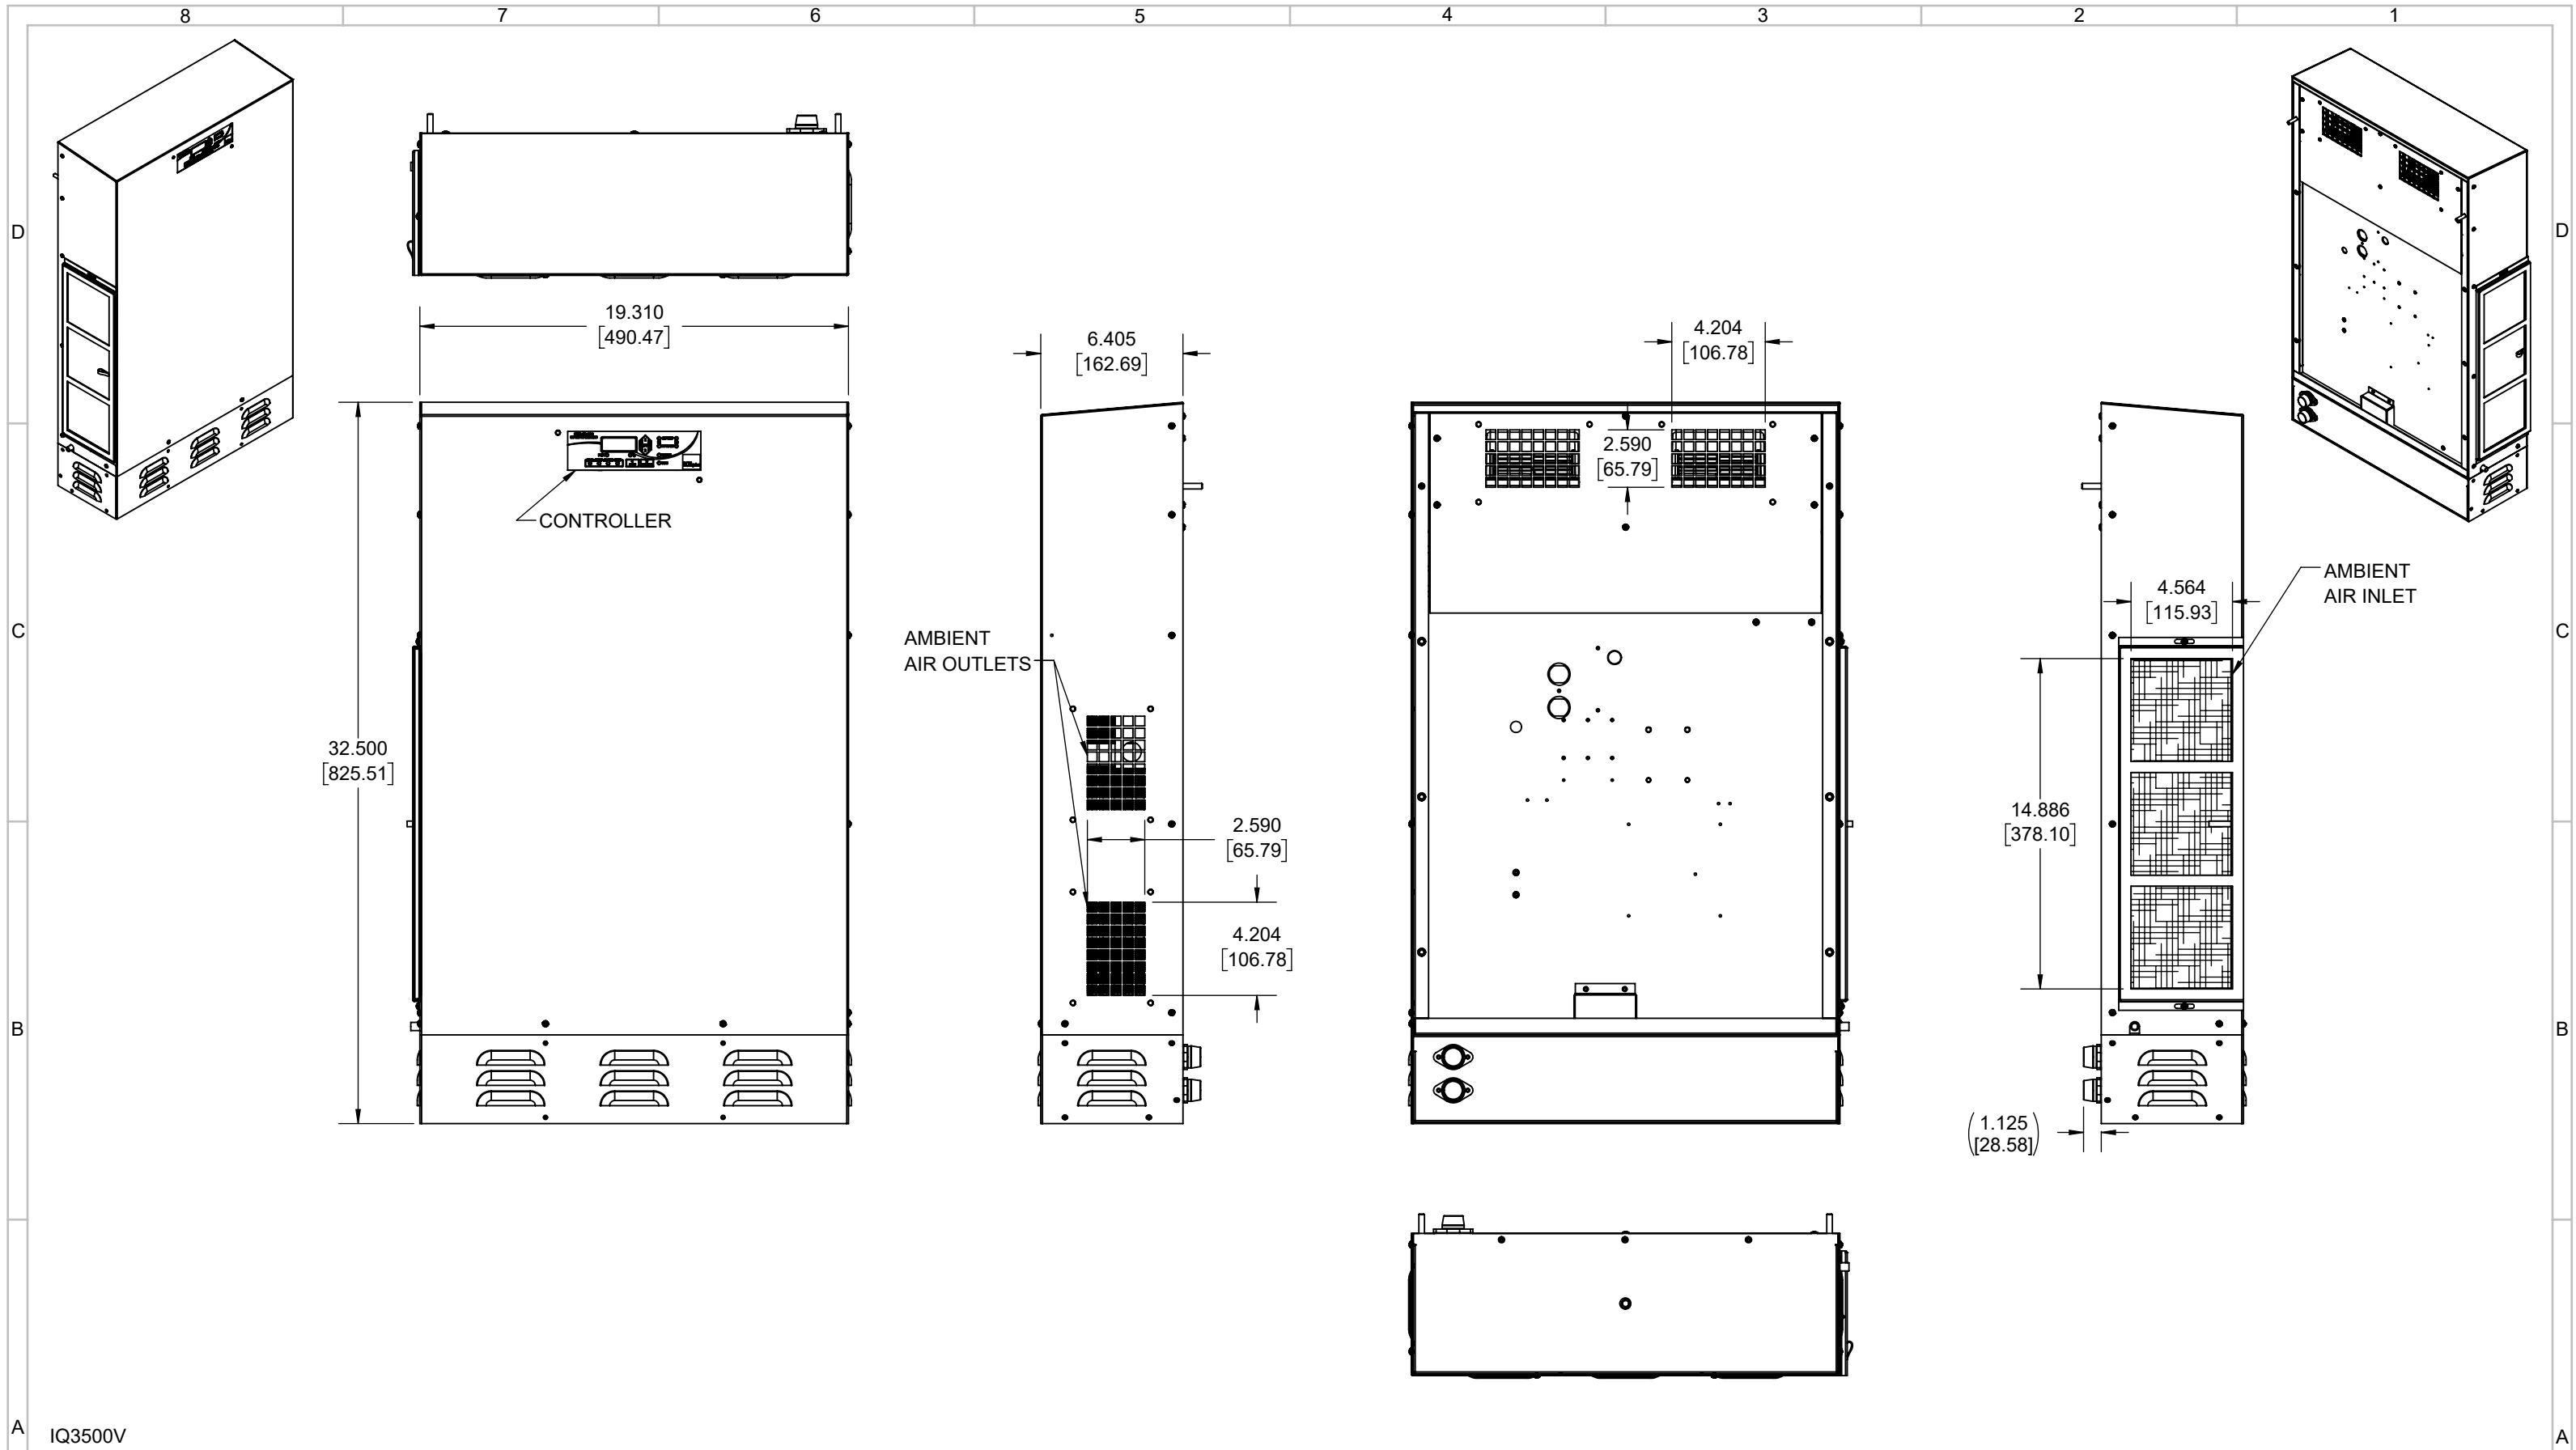 8 7 6 5 4 3 2 1
D
D
19.310
[490.47]
6.405
[162.69]
4.204
[106.78]
2.590
[65.79]
CONTROLLER
AMBIENT
AIR INLET
4.564
[115.93]
C
C
AMBIENT
AIR OUTLETS
32.500
[825.51]
14.886
[378.10]
2.590
[65.79]
4.204
[106.78]
B
B
(1.125
[28.58])
A
A
IQ3500V